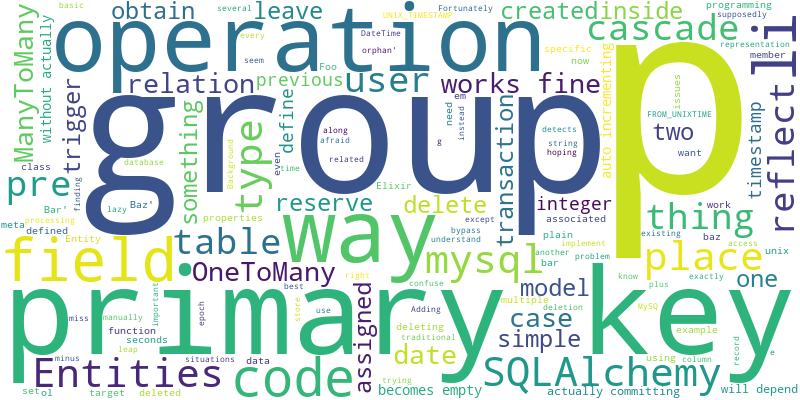 basic
several
UNIX_TIMESTAMP
Fortunately
programming
obtain
leave
created
inside
supposedly
operation
every
DateTime
orphan'
specific
cascade
representation
ManyToMany
without actually
seem
Foo
now
member
relation
previous
user
works fine
auto incrementing
p
issues
reflect
li
trigger
group
class
something
type
define
even
along
afraid
related
need
em
instead
g
transaction
detects
string
hoping
FROM_UNIXTIME
two
want
timestamp
database
Background
time
pre
finding
Bar'
lazy
Baz'
Elixir
properties
reserve
delete
except
integer
associated
thing
work
existing
baz
access
meta
defined
processing
Entity
table
way
bypass
understand
plain
another
bar
implement
problem
unix
field
OneToMany
mysql
place
primary key
right
best
confuse
store
use
Adding
multiple
model
deletion
know
plus
exactly
one
MySQ
example
miss
manually
important
epoch
function
seconds
leap
assigned
deleting
traditional
date
simple
case
using
column
record
e
minus
situations
data
Entities
code
trying
SQLAlchemy
set
ol
target
deleted
becomes empty
actually committing
will depend